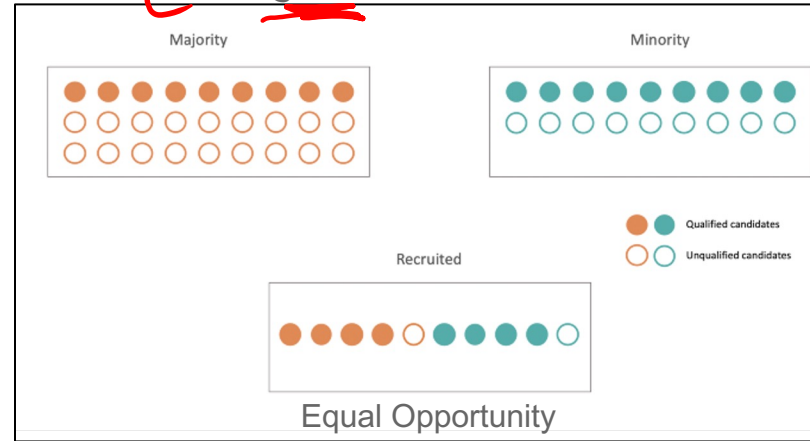 Majority
Minority
Qualified candidates
Unqualified candidates
Recruited
Equal Opportunity